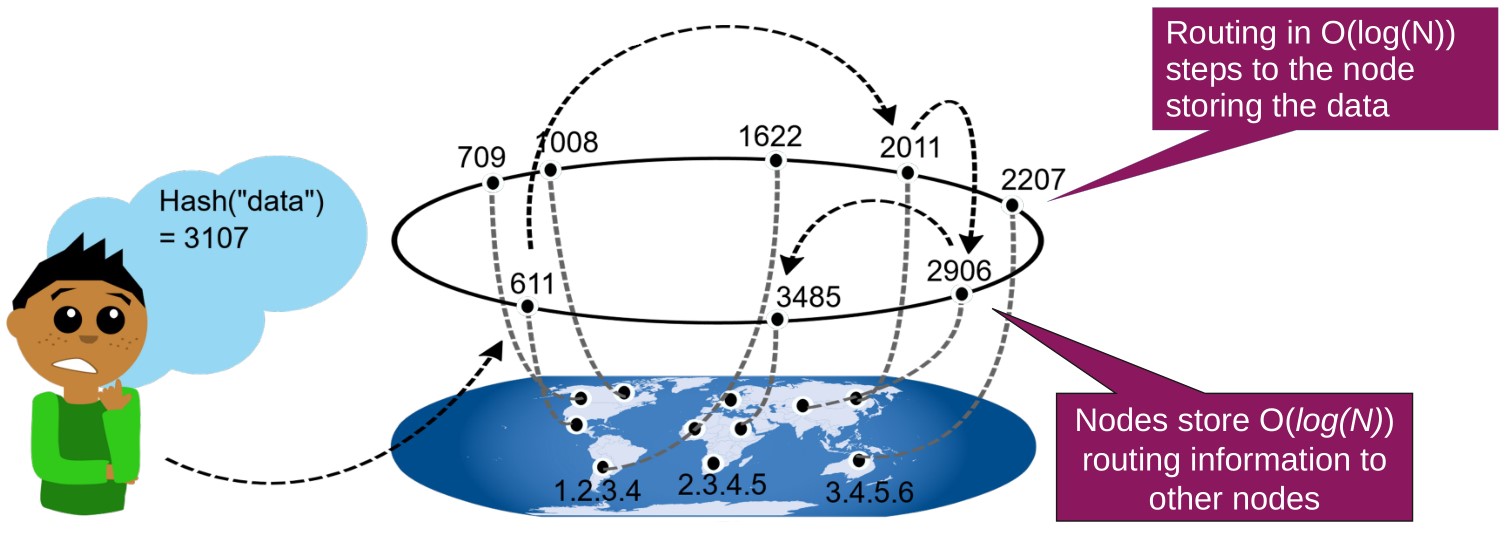 Routing in O(log(N))
steps to the node
storing the data
709
1008
1622
2011
2207
Hash("data")
= 3107
611
3485
2906
1.2.3.4
2.3.4.5
3.4.5.6
Nodes store O(log(N))
routing information to
other nodes